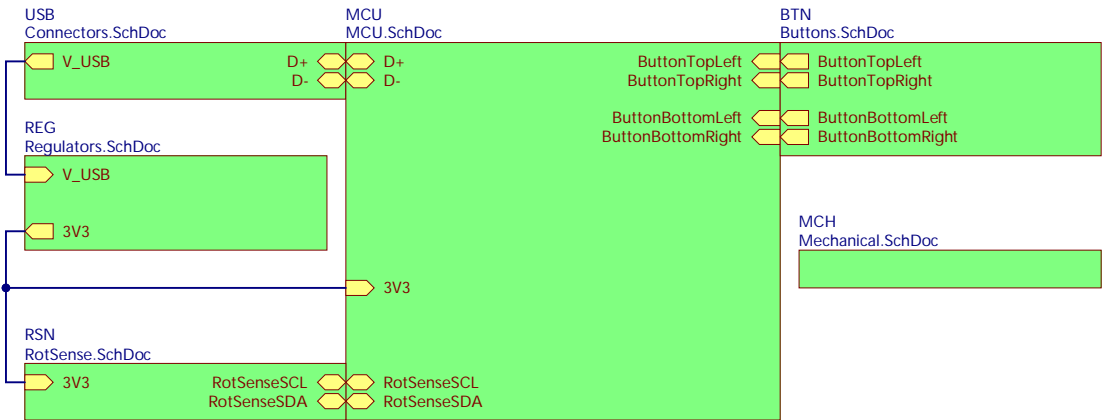 USB
Connectors.SchDoc
V_USB
D+
D-
MCU
MCU.SchDoc
D+
D-
ButtonTopLeft
ButtonTopRight
ButtonBottomLeft
ButtonBottomRight
3V3
RotSenseSCL
RotSenseSDA
BTN
Buttons.SchDoc
ButtonTopLeft
ButtonTopRight
ButtonBottomLeft
ButtonBottomRight
REG
Regulators.SchDoc
V_USB
3V3
MCH
Mechanical.SchDoc
RSN
RotSense.SchDoc
3V3
RotSenseSCL
RotSenseSDA